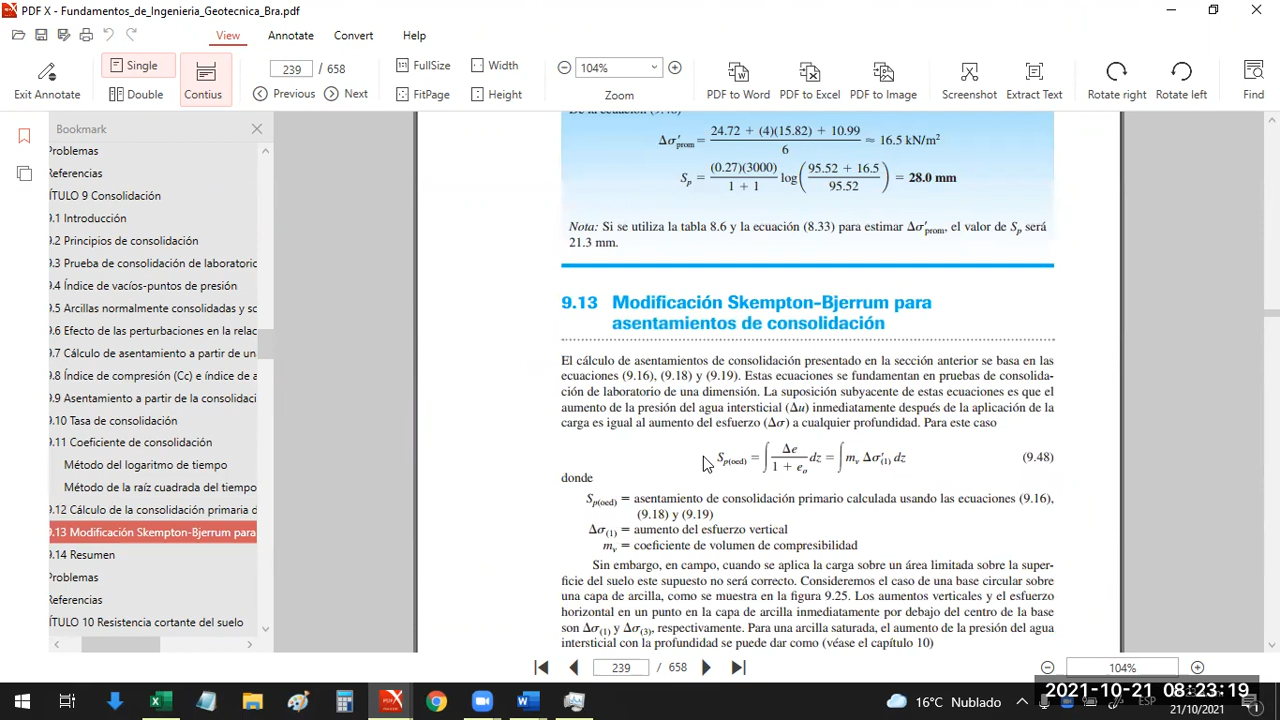 PDF X - Fundamentos_de_Ingenieria_Geotecnica_Bra.pdf
View Annotate Convert Help
Exit Annotate
Single
Double
Contius
239 / 658
Previous Next
FullSize
FitPage
Width
Height
104%
Zoom
PDF to Word
PDF to Excel
PDF to Image
Screenshot
Extract Text
Rotate right
Rotate left
Find
Bookmark
Problemas
Referencias
ÍTULO 9 Consolidación
9.1 Introducción
9.2 Principios de consolidación
9.3 Prueba de consolidación de laboratoric
9.4 Índice de vacíos-puntos de presión
9.5 Arcillas normalmente consolidadas y sc
9.6 Efecto de las perturbaciones en la relac
9.7 Cálculo de asentamiento a partir de un
9.8 Índice de compresión (Cc) e índice de a
9.9 Asentamiento a partir de la consolidaci
9.10 Tasa de consolidación
9.11 Coeficiente de consolidación
Método del logaritmo de tiempo
Método de la raíz cuadrada del tiempo
9.12 Cálculo de la consolidación primaria d
9.13 Modificación Skempton-Bjerrum para
9.14 Resumen
Problemas
Referencias
ÍTULO 10 Resistencia cortante del suelo
Δσ′prom = (24.72 + (4)(15.82) + 10.99) / 6 ≈ 16.5 kN/m²
Sp = (0.27)(3000) / (1 + 1) log((95.52 + 16.5) / 95.52) = 28.0 mm
Nota: Si se utiliza la tabla 8.6 y la ecuación (8.33) para estimar Δσ′prom, el valor de Sp será
21.3 mm.
9.13 Modificación Skempton-Bjerrum para
asentamientos de consolidación
El cálculo de asentamientos de consolidación presentado en la sección anterior se basa en las
ecuaciones (9.16), (9.18) y (9.19). Estas ecuaciones se fundamentan en pruebas de consolida-
ción de laboratorio de una dimensión. La suposición subyacente de estas ecuaciones es que el
aumento de la presión del agua intersticial (Δu) inmediatamente después de la aplicación de la
carga es igual al aumento del esfuerzo (Δσ) a cualquier profundidad. Para este caso
Sp(oed) = ∫ Δe / (1 + eo) dz = ∫ mv Δσ′(1) dz (9.48)
donde
Sp(oed) = asentamiento de consolidación primario calculada usando las ecuaciones (9.16),
(9.18) y (9.19)
Δσ(1) = aumento del esfuerzo vertical
mv = coeficiente de volumen de compresibilidad
Sin embargo, en campo, cuando se aplica la carga sobre un área limitada sobre la super-
ficie del suelo este supuesto no será correcto. Consideremos el caso de una base circular sobre
una capa de arcilla, como se muestra en la figura 9.25. Los aumentos verticales y el esfuerzo
horizontal en un punto en la capa de arcilla inmediatamente por debajo del centro de la base
son Δσ(1) y Δσ(3), respectivamente. Para una arcilla saturada, el aumento de la presión del agua
intersticial con la profundidad se puede dar como (véase el capítulo 10)
239 / 658
104%
2021-10-21 08:23:19
16°C Nublado
ESP
21/10/2021